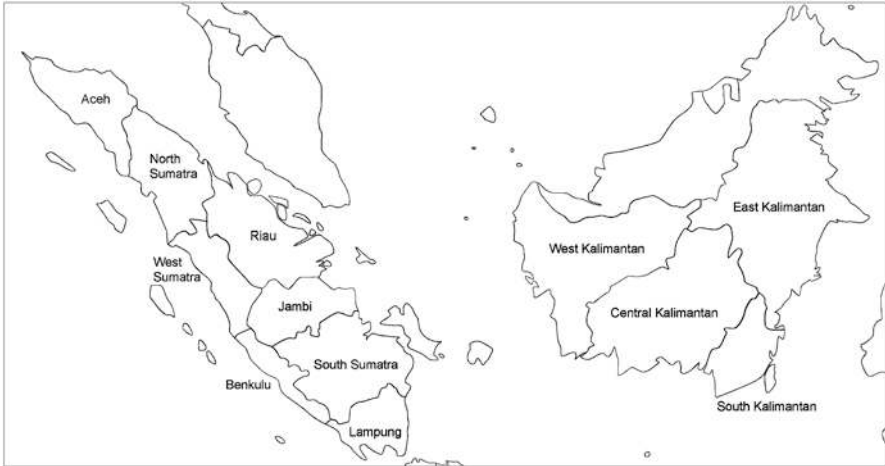 Aceh
North
Sumatra
Riau
West
Sumatra
Jambi
South Sumatra
Benkulu
Lampung
West Kalimantan
East Kalimantan
Central Kalimantan
South Kalimantan